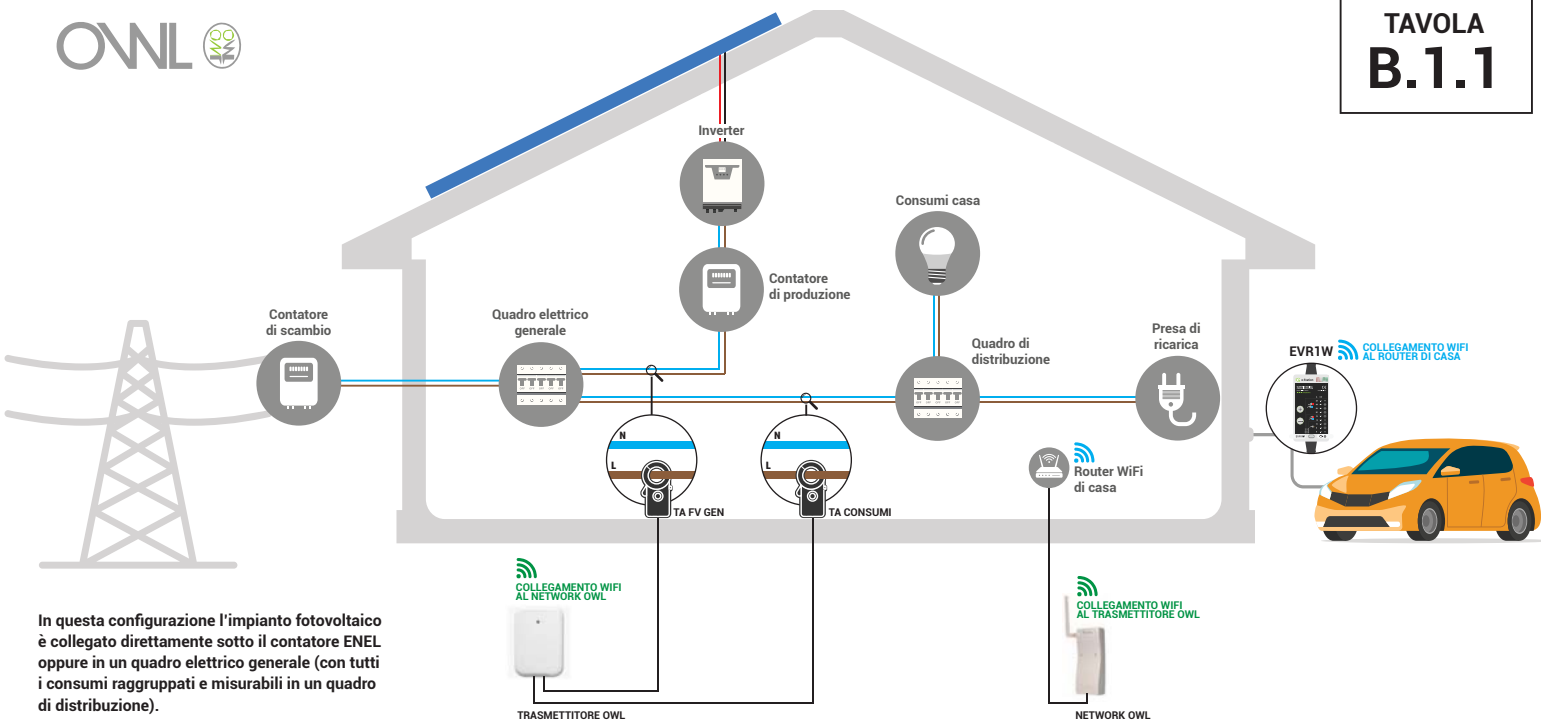 OWL
TAVOLA
B.1.1
Inverter
Consumi casa
Contatore
di produzione
Contatore
di scambio
Quadro elettrico
generale
Quadro di
distribuzione
Presa di
ricarica
EVR1W
COLLEGAMENTO WIFI
AL ROUTER DI CASA
N
L
TA FV GEN
N
L
TA CONSUMI
Router WiFi
di casa
COLLEGAMENTO WIFI
AL NETWORK OWL
COLLEGAMENTO WIFI
AL TRASMETTITORE OWL
In questa configurazione l'impianto fotovoltaico
è collegato direttamente sotto il contatore ENEL
oppure in un quadro elettrico generale (con tutti
i consumi raggruppati e misurabili in un quadro
di distribuzione).
TRASMETTITORE OWL
NETWORK OWL